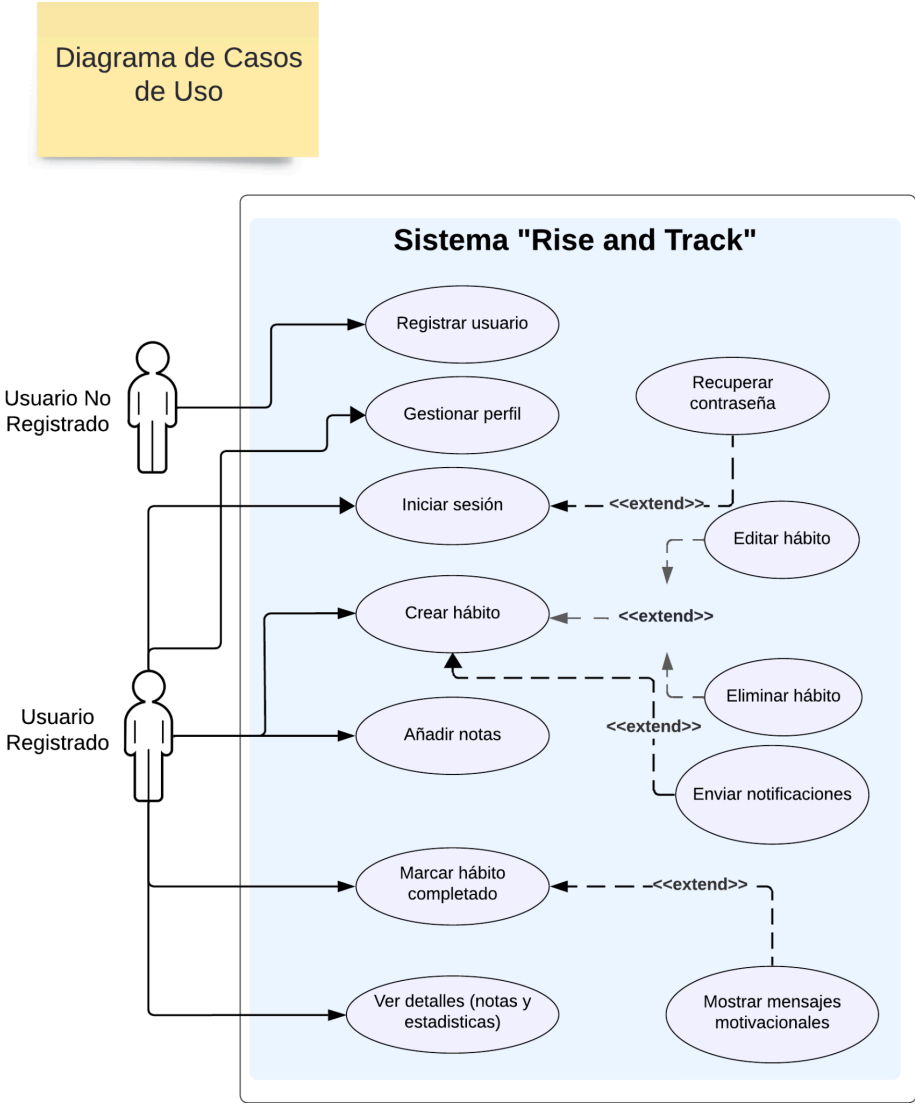 Diagrama de Casos
de Uso
Sistema "Rise and Track"
Registrar usuario
Recuperar
contraseña
Usuario No
Registrado
Gestionar perfil
Iniciar sesión
<<extend>>
Editar hábito
Crear hábito
<<extend>>
Eliminar hábito
Usuario
Registrado
Añadir notas
<<extend>>
Enviar notificaciones
Marcar hábito
completado
<<extend>>
Ver detalles (notas y
estadisticas)
Mostrar mensajes
motivacionales